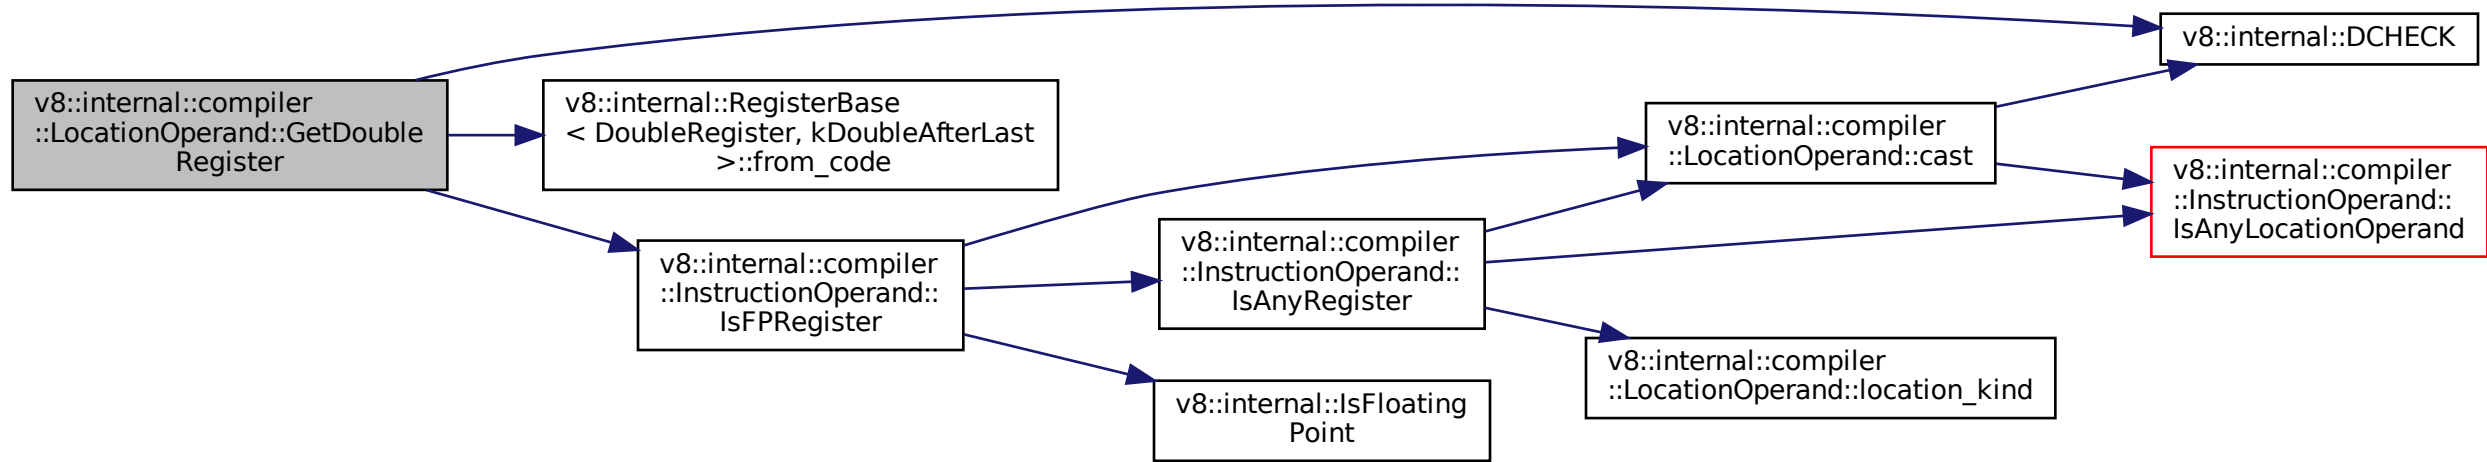 v8::internal::compiler
::LocationOperand::GetDouble
Register
v8::internal::RegisterBase
< DoubleRegister, kDoubleAfterLast
>::from_code
v8::internal::compiler
::InstructionOperand::
IsFPRegister
v8::internal::compiler
::InstructionOperand::
IsAnyRegister
v8::internal::IsFloating
Point
v8::internal::compiler
::LocationOperand::cast
v8::internal::compiler
::LocationOperand::location_kind
v8::internal::DCHECK
v8::internal::compiler
::InstructionOperand::
IsAnyLocationOperand